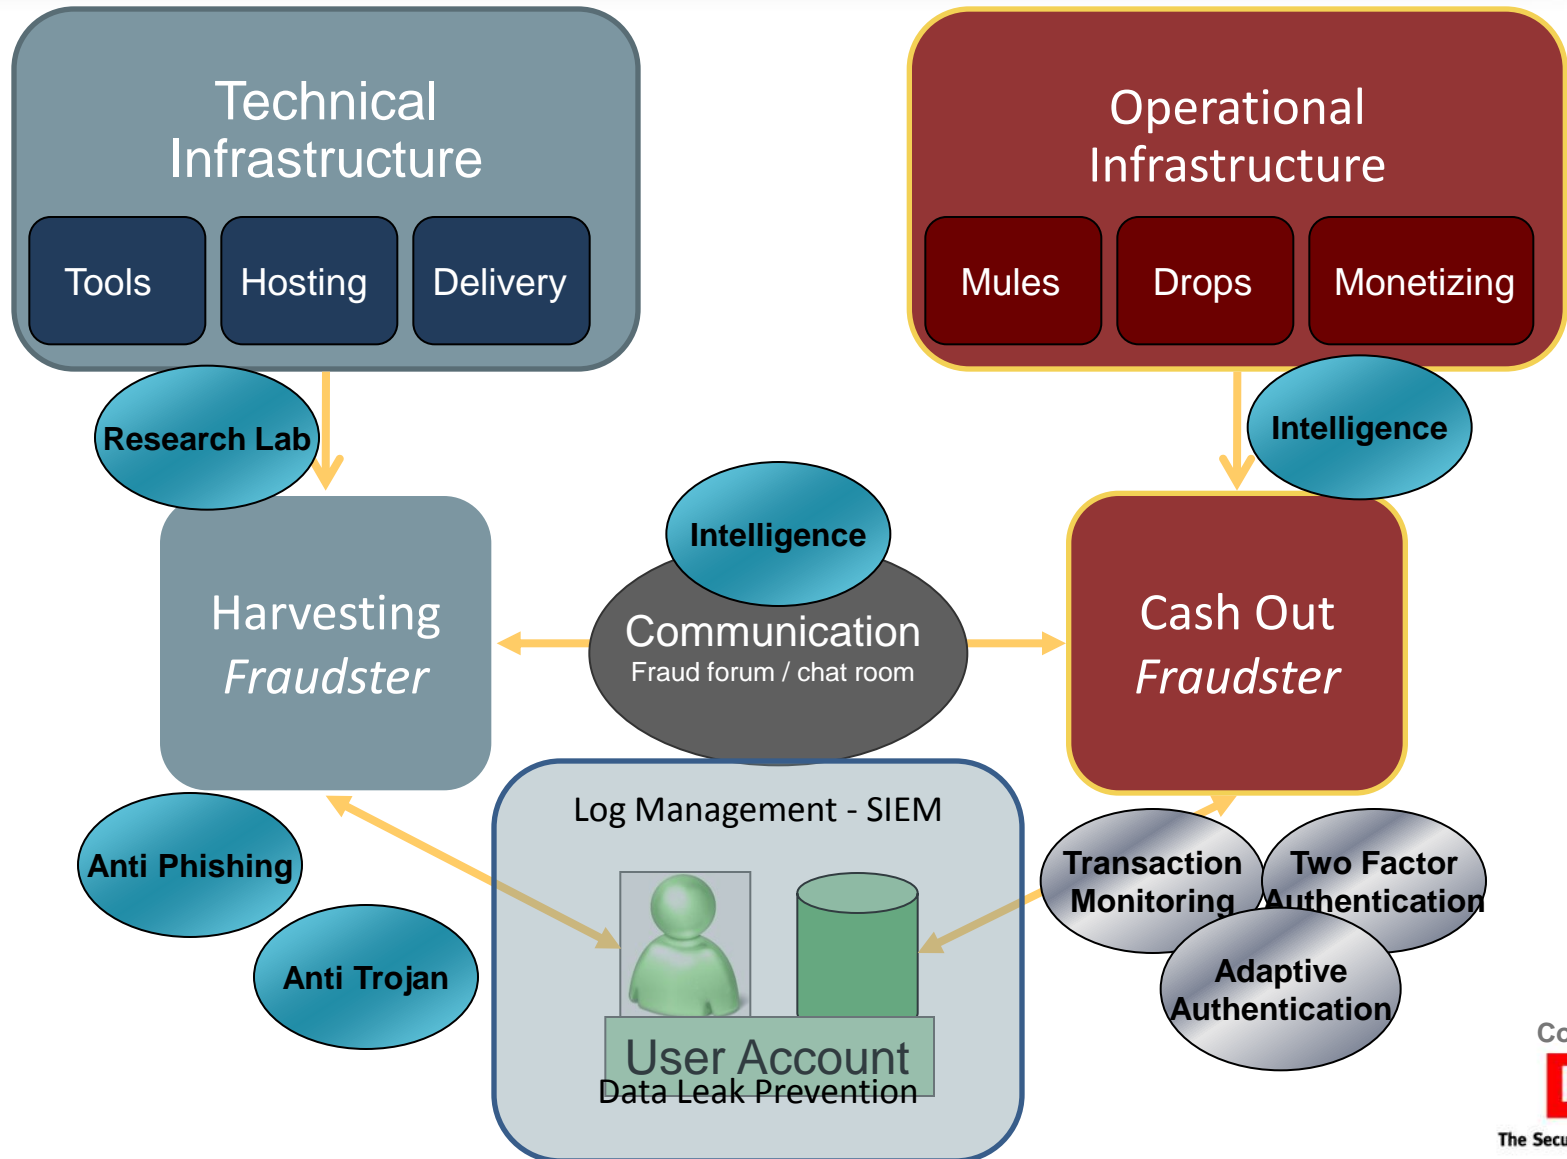 Technical
Infrastructure
Tools
Hosting
Delivery
Operational
Infrastructure
Mules
Drops
Monetizing
Research Lab
Intelligence
Intelligence
Harvesting
Fraudster
Communication
Fraud forum / chat room
Cash Out
Fraudster
Log Management - SIEM
Anti Phishing
Anti Trojan
Transaction
Monitoring
Two Factor
Authentication
Adaptive
Authentication
User Account
Data Leak Prevention
The